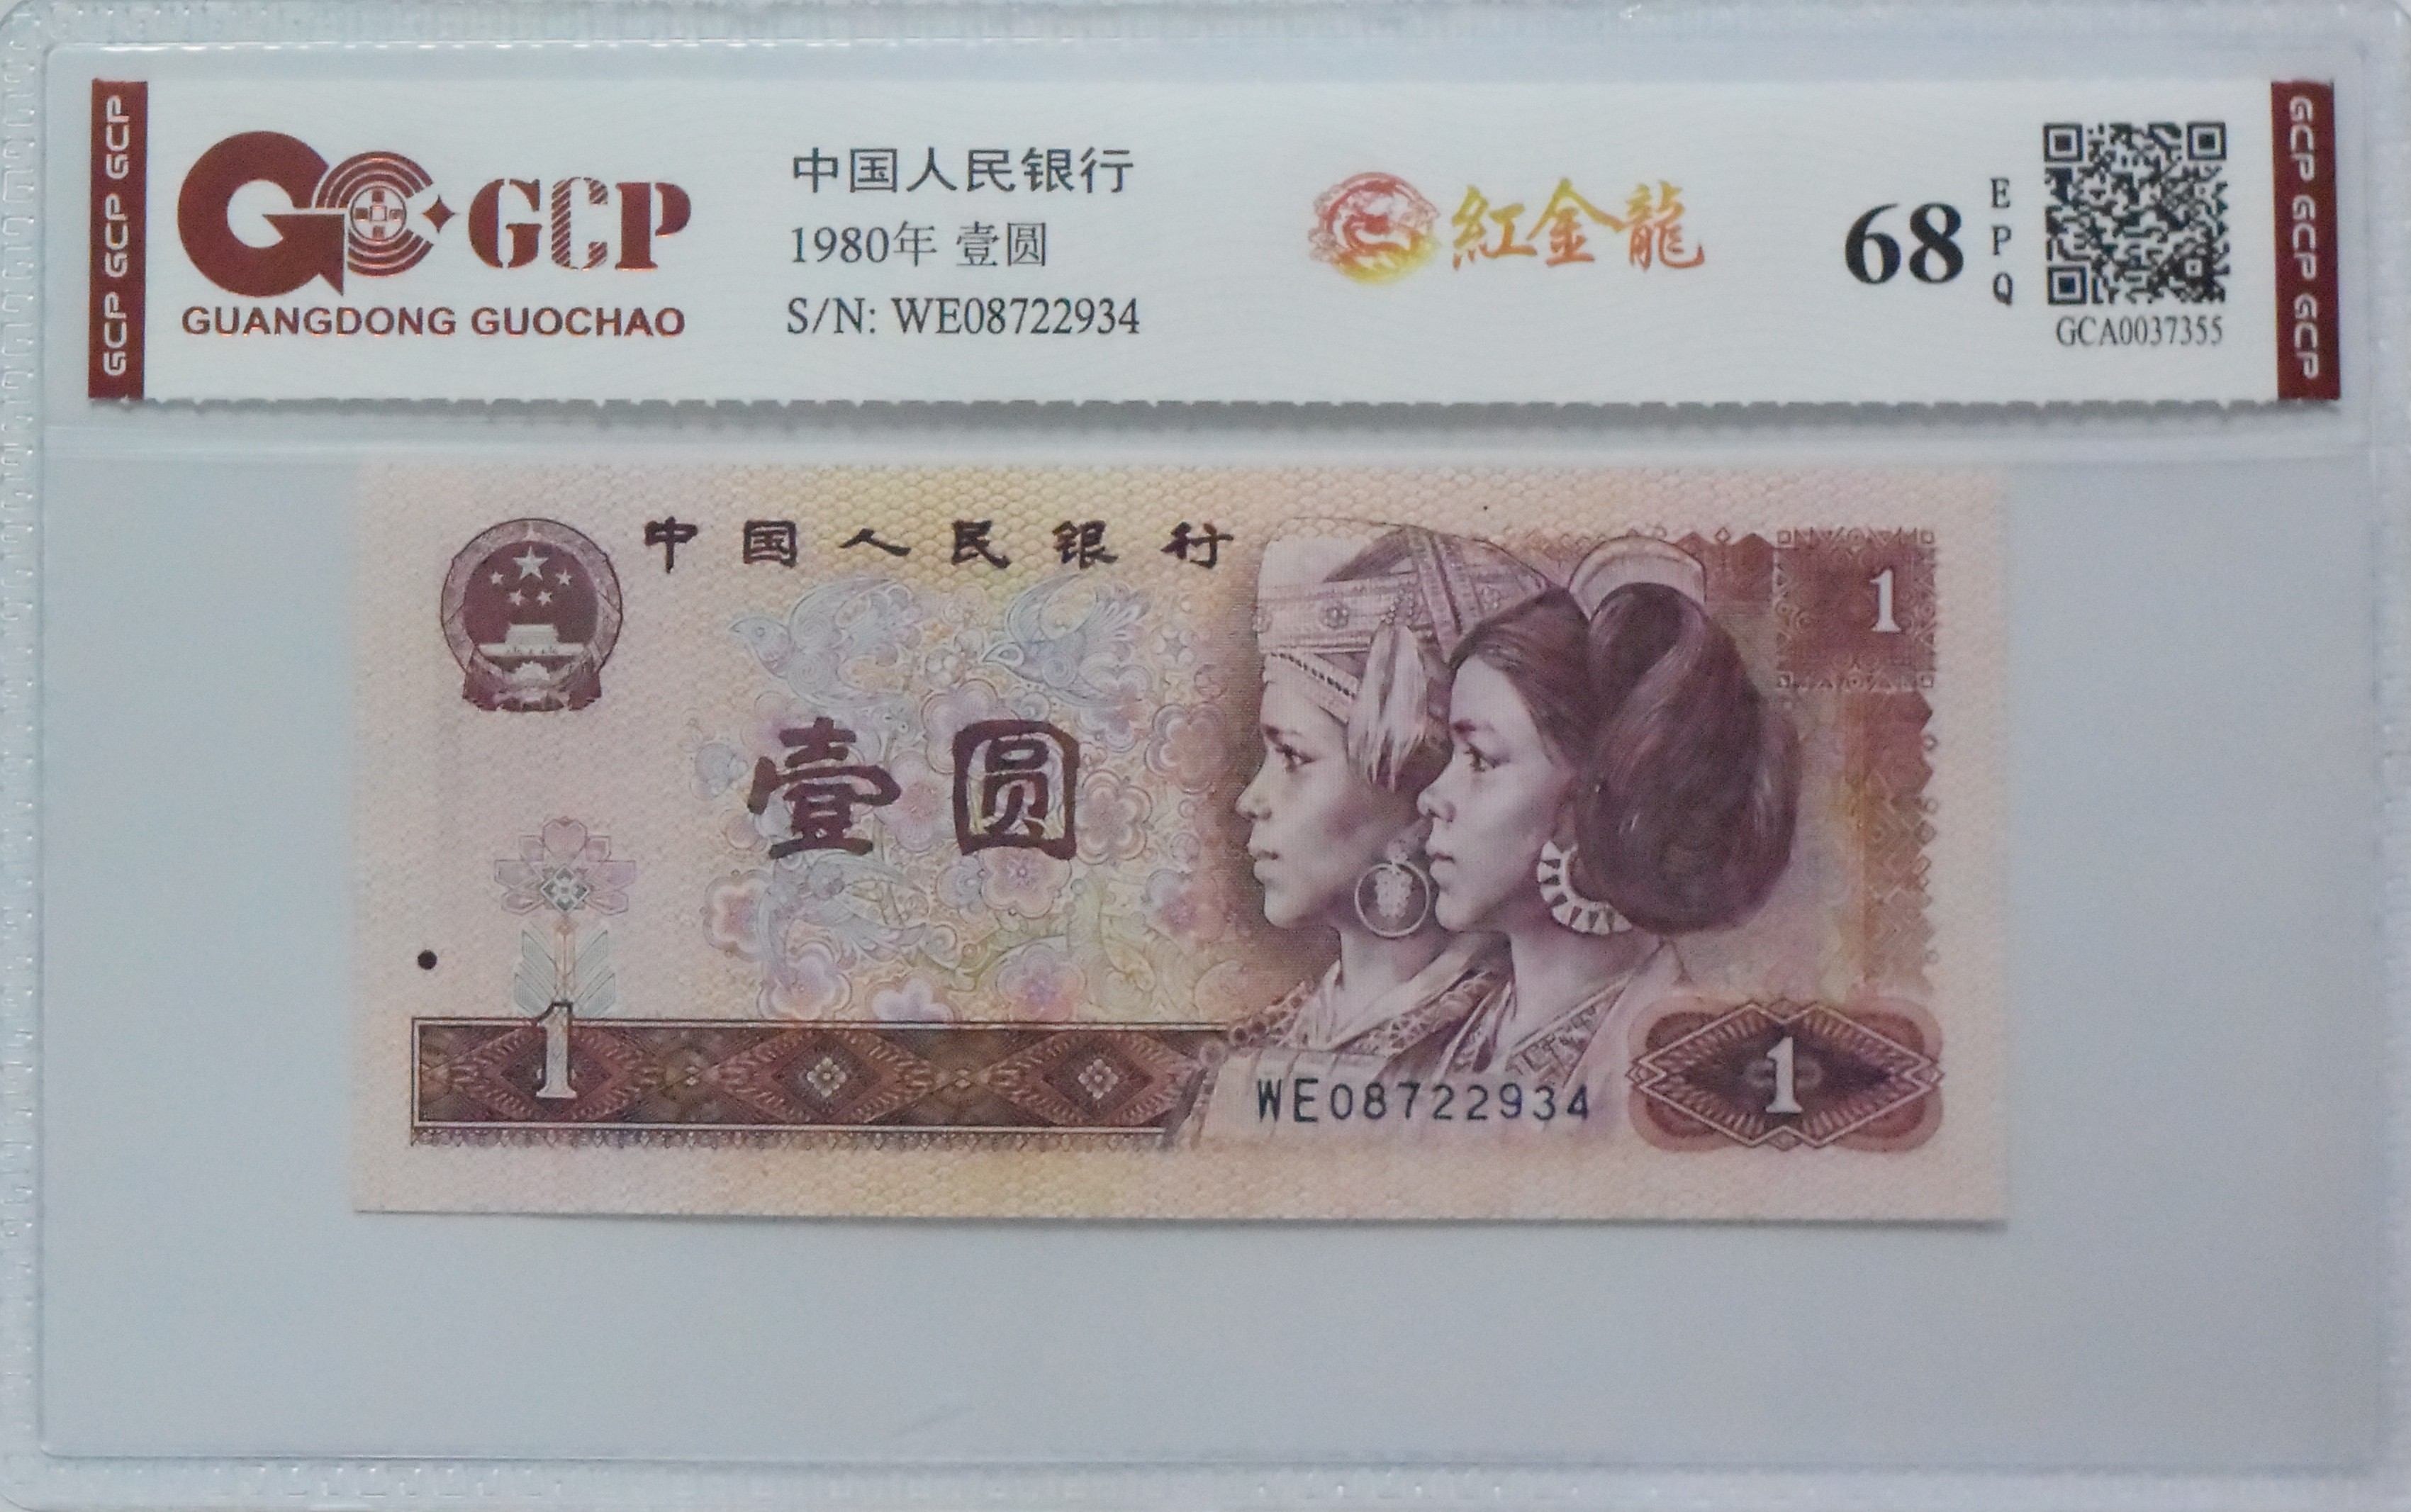 GCP GCP GCP
GCP
GUANGDONG GUOCHAO
中国人民银行
1980年 壹圆
S/N: WE08722934
紅金龍
68
EPQ
GCA0037355
GCP GCP GCP
中国人民银行
1
壹圆
1
WE08722934
1